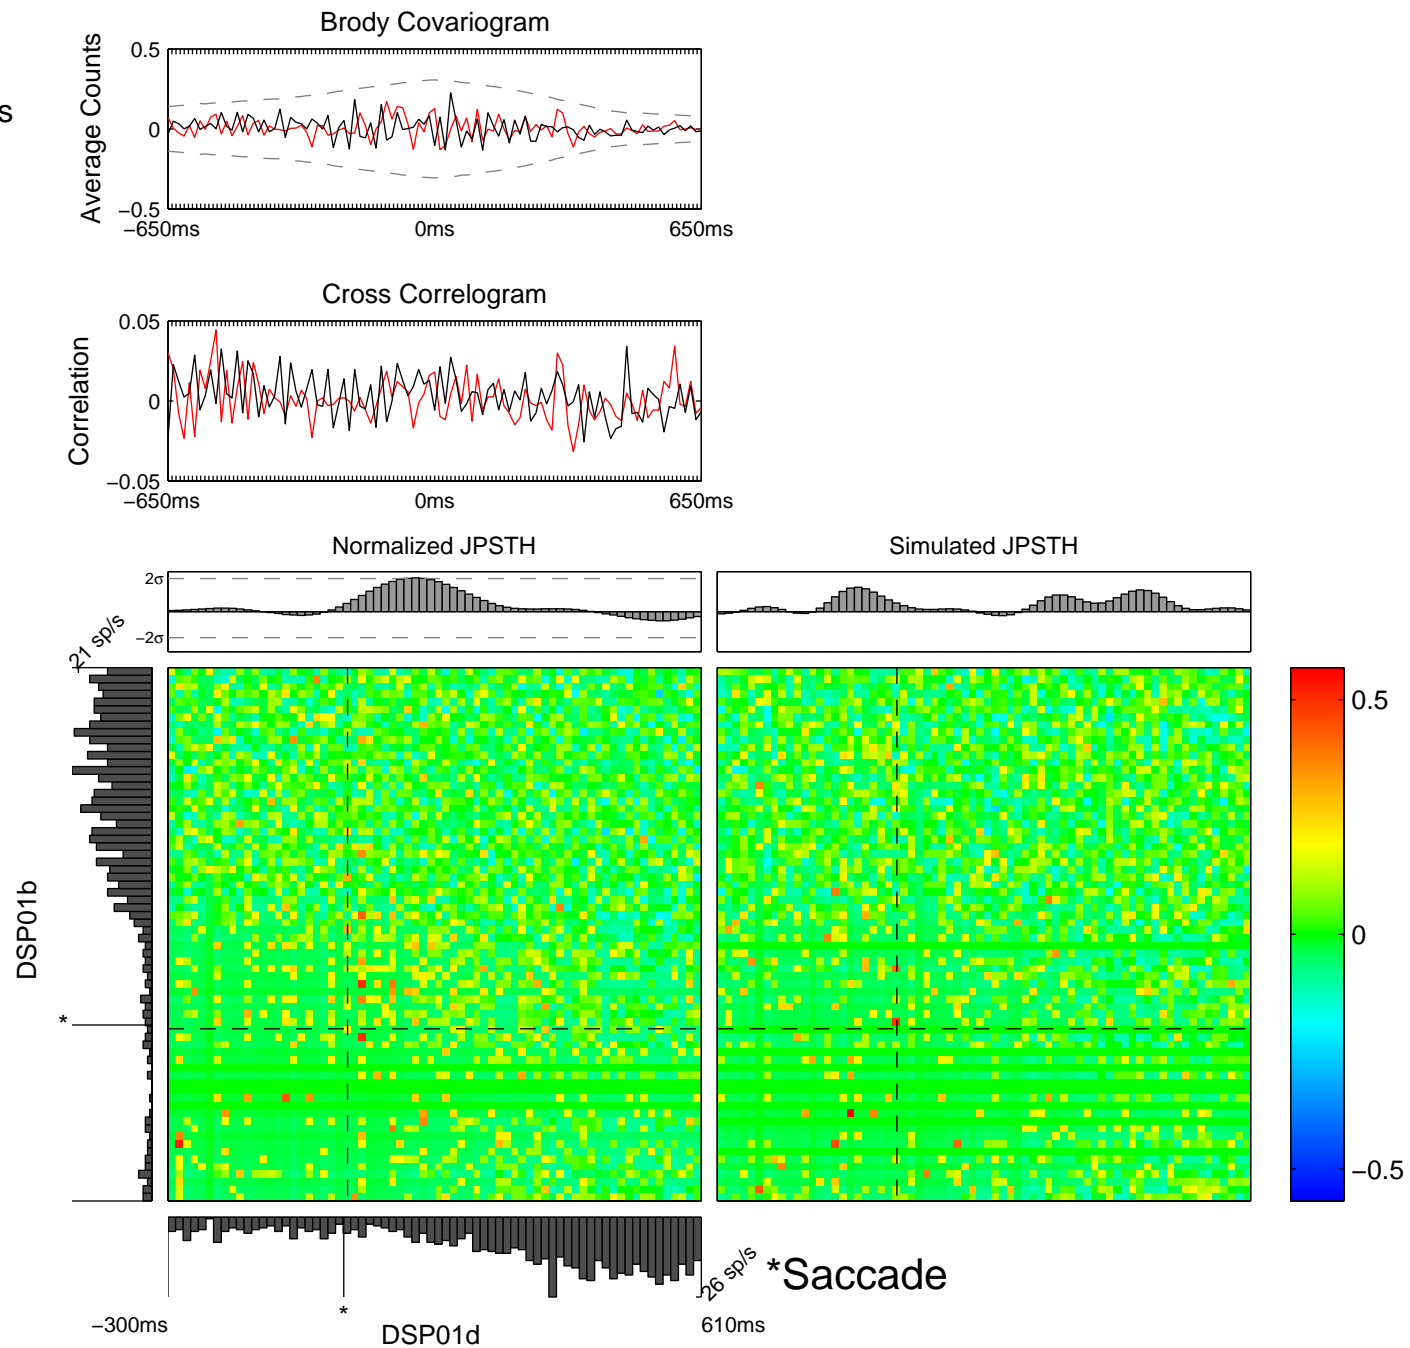 Brody Covariogram
s
Average Counts
0.5
0
−0.5
−650ms
0ms
650ms
Cross Correlogram
Correlation
0.05
0
−0.05
−650ms
0ms
650ms
Normalized JPSTH
Simulated JPSTH
2σ
−2σ
21 sp/s
DSP01b
*
0.5
0
−0.5
26 sp/s
*Saccade
*
−300ms
DSP01d
610ms